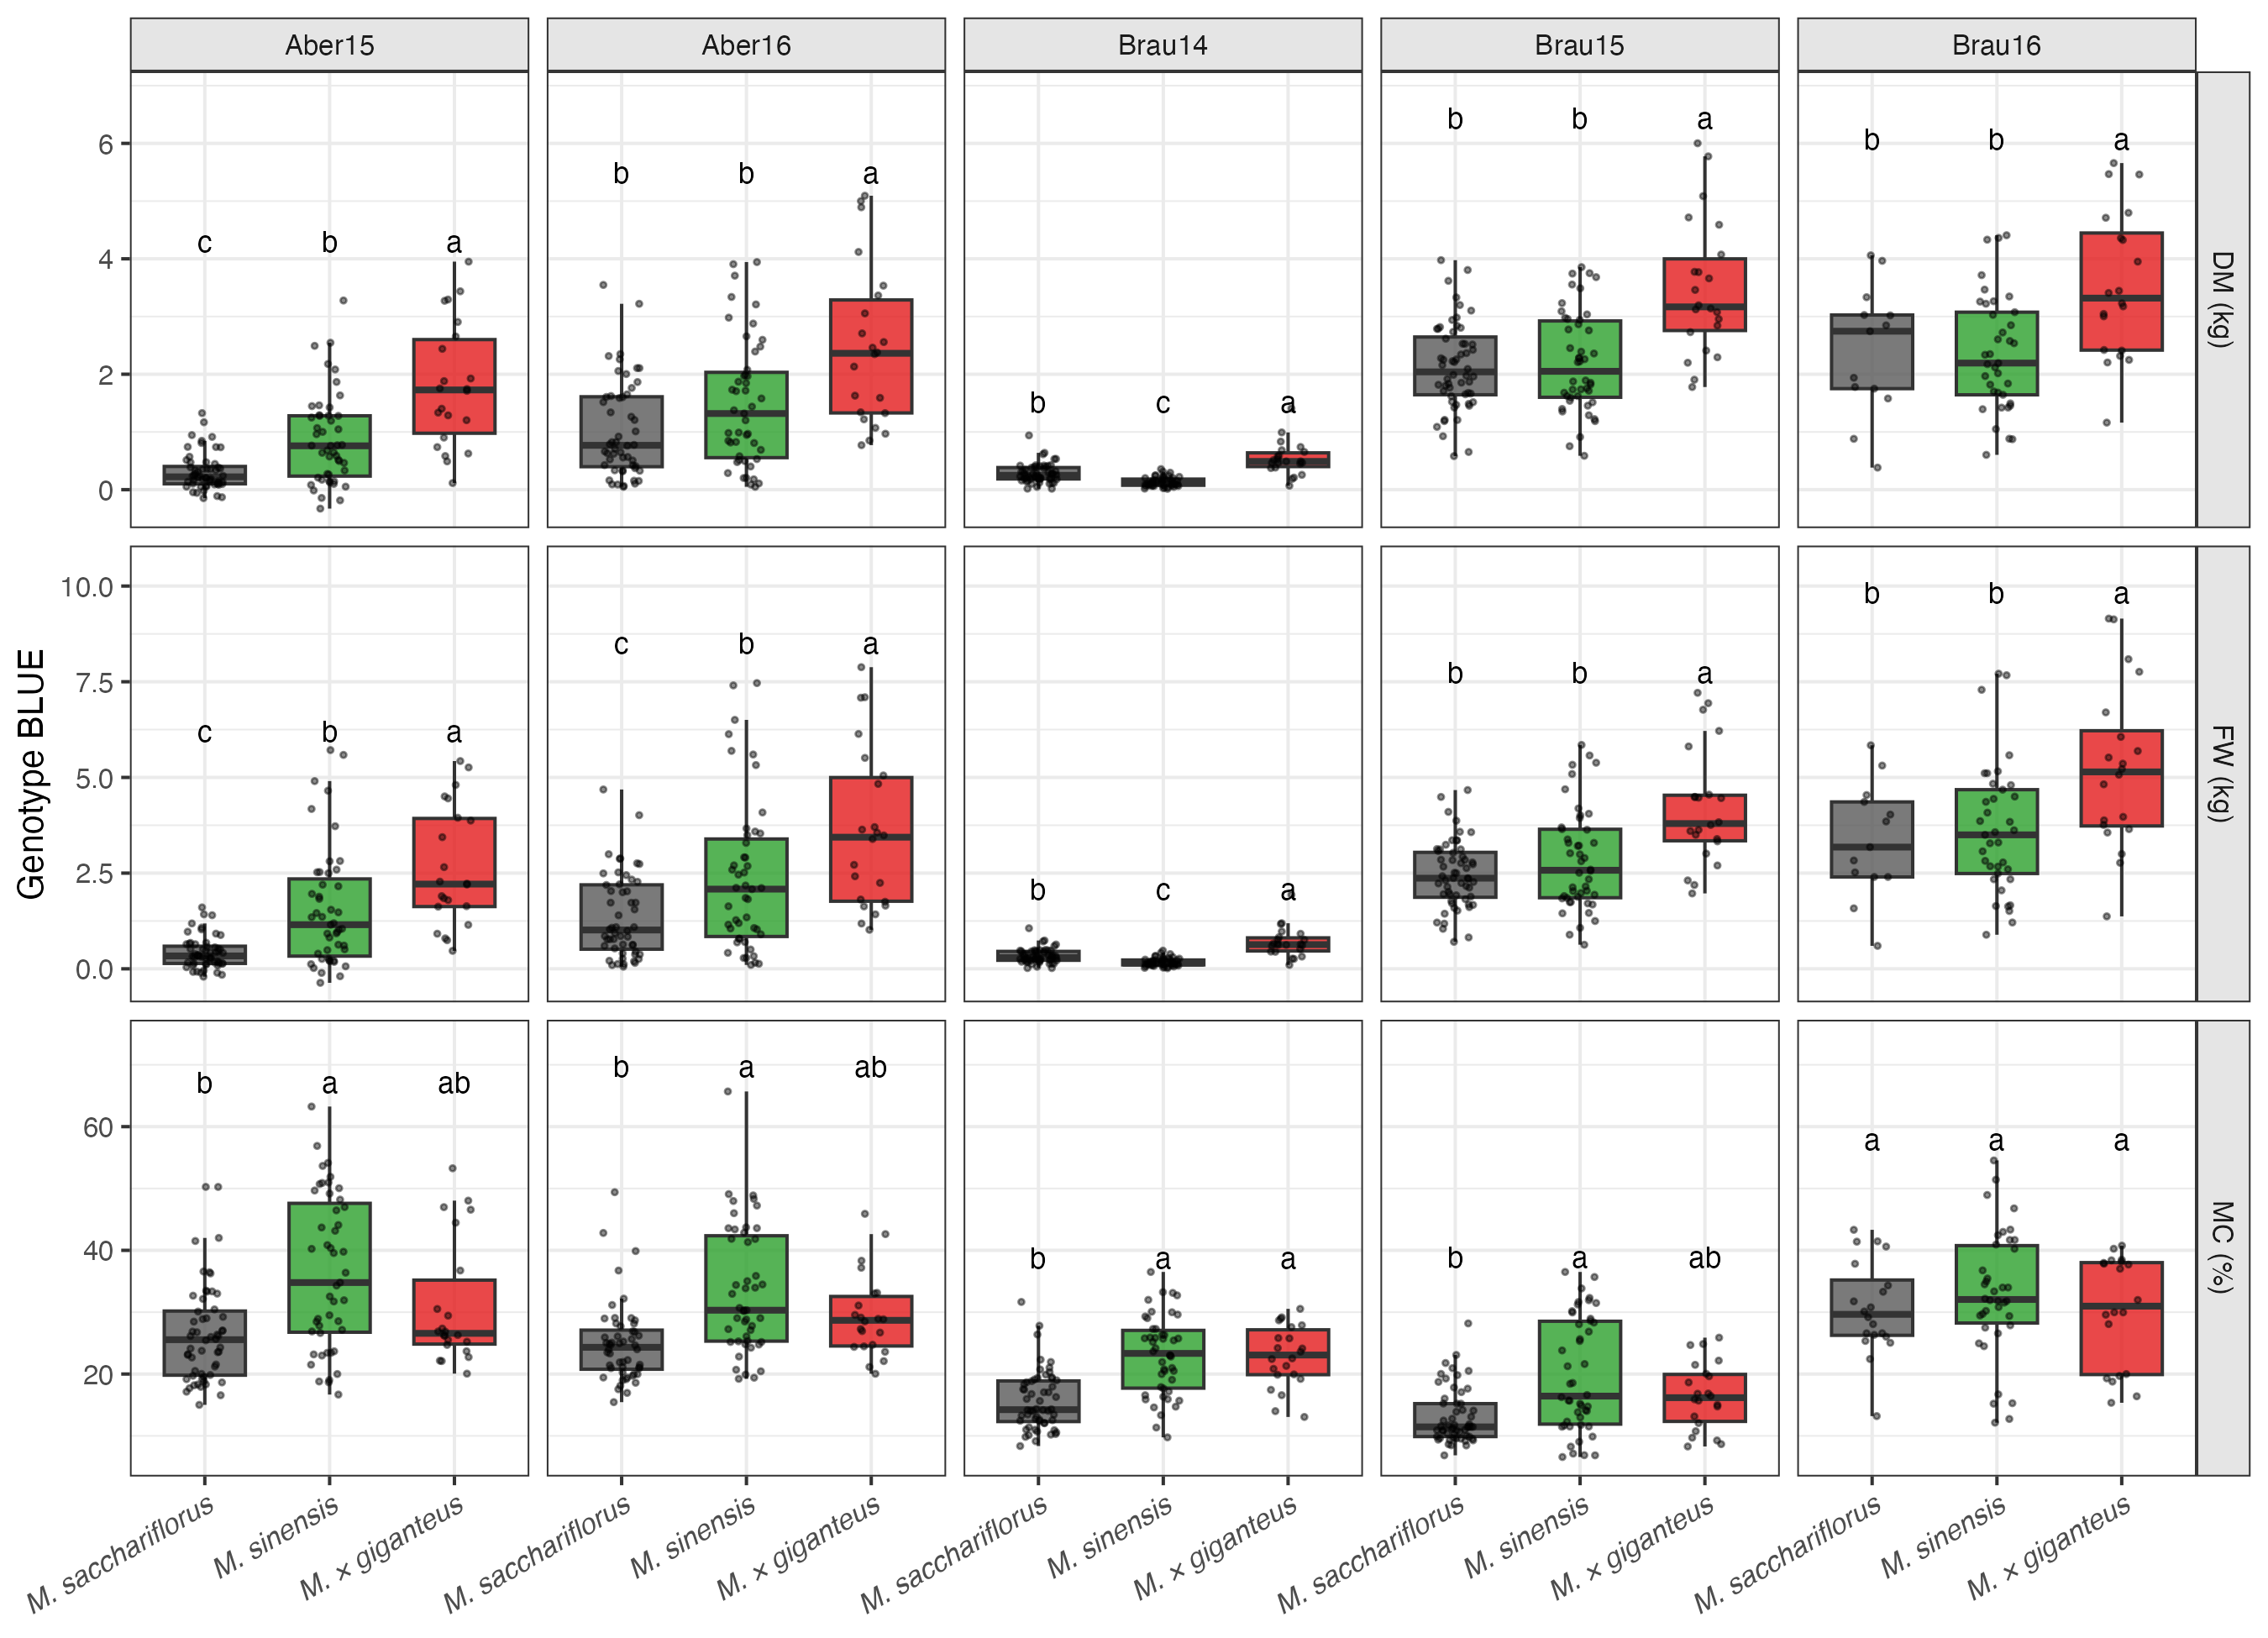 Aber15 Aber16 Brau14 Brau15 Brau16
Genotype BLUE
DM (kg)
6
4
2
0
c b a
b b a
b c a
b b a
b b a
FW (kg)
10.0
7.5
5.0
2.5
0.0
c b a
c b a
b c a
b b a
b b a
MC (%)
60
40
20
b a ab
b a ab
b a a
b a ab
a a a
M. sacchariflorus M. sinensis M. × giganteus
M. sacchariflorus M. sinensis M. × giganteus
M. sacchariflorus M. sinensis M. × giganteus
M. sacchariflorus M. sinensis M. × giganteus
M. sacchariflorus M. sinensis M. × giganteus